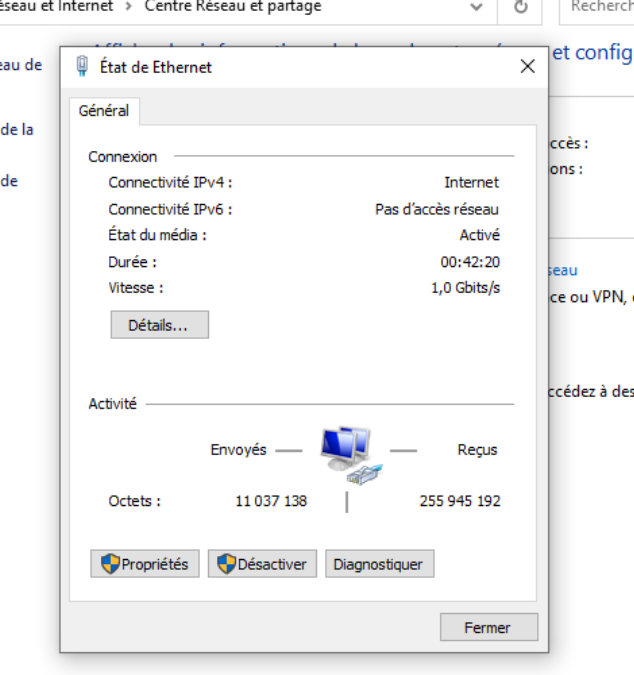 et Internet > Centre Réseau et partage
Recherch
et config
de
État de Ethernet
Général
de la
de
Connexion
Connectivité IPv4 : Internet
Connectivité IPv6 : Pas d'accès réseau
État du média : Activé
Durée : 00:42:20
Vitesse : 1,0 Gbits/s
Détails...
ccès :
ons :
seau
ce ou VPN,
ccédez à des
Activité
Envoyés — — Reçus
Octets : 11 037 138 | 255 945 192
Propriétés Désactiver Diagnostiquer
Fermer